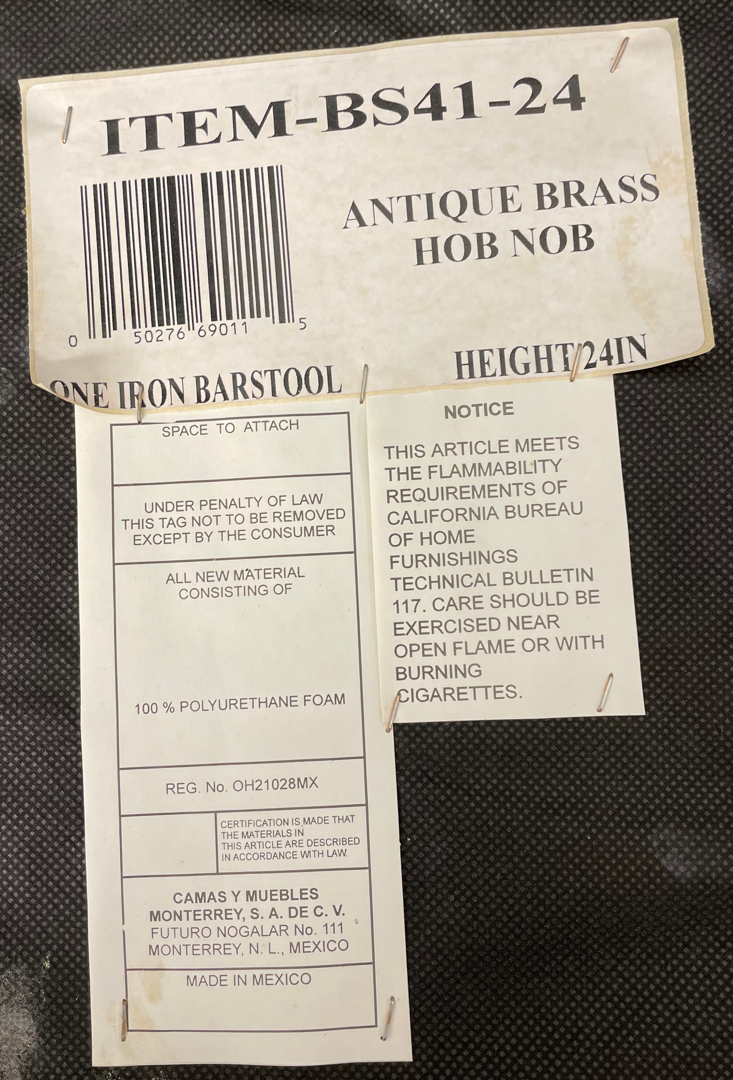 ITEM-BS41-24
ANTIQUE BRASS
HOB NOB
0 50276 69011 5
ONE IRON BARSTOOL
HEIGHT 24IN
SPACE TO ATTACH
UNDER PENALTY OF LAW
THIS TAG NOT TO BE REMOVED
EXCEPT BY THE CONSUMER
ALL NEW MATERIAL
CONSISTING OF
100 % POLYURETHANE FOAM
REG. No. OH21028MX
CERTIFICATION IS MADE THAT
THE MATERIALS IN
THIS ARTICLE ARE DESCRIBED
IN ACCORDANCE WITH LAW.
CAMAS Y MUEBLES
MONTERREY, S. A. DE C. V.
FUTURO NOGALAR No. 111
MONTERREY, N. L., MEXICO
MADE IN MEXICO
NOTICE
THIS ARTICLE MEETS
THE FLAMMABILITY
REQUIREMENTS OF
CALIFORNIA BUREAU
OF HOME
FURNISHINGS
TECHNICAL BULLETIN
117. CARE SHOULD BE
EXERCISED NEAR
OPEN FLAME OR WITH
BURNING
CIGARETTES.